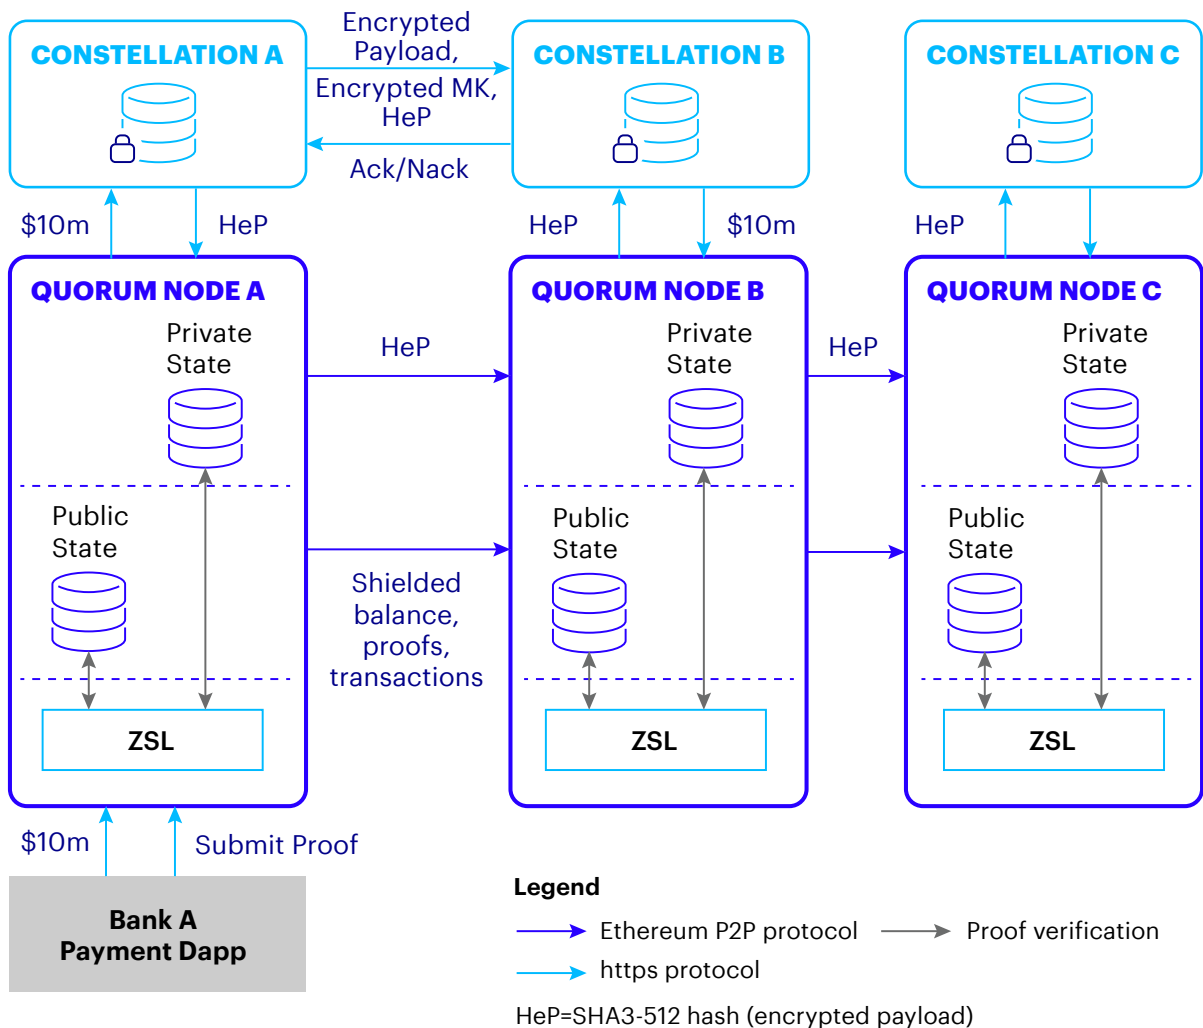 CONSTELLATION A
Encrypted
Payload,
Encrypted MK,
HeP
Ack/Nack
CONSTELLATION B
CONSTELLATION C
$10m
HeP
HeP
$10m
HeP
QUORUM NODE A
Private
State
Public
State
ZSL
HeP
Shielded
balance,
proofs,
transactions
QUORUM NODE B
Private
State
Public
State
ZSL
HeP
QUORUM NODE C
Private
State
Public
State
ZSL
$10m
Submit Proof
Bank A
Payment Dapp
Legend
Ethereum P2P protocol
Proof verification
https protocol
HeP=SHA3-512 hash (encrypted payload)